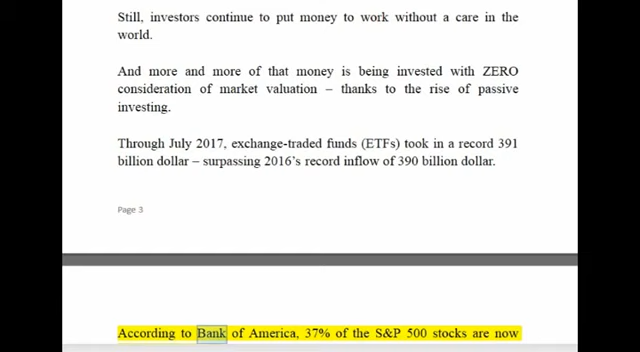 Still, investors continue to put money to work without a care in the
world.
And more and more of that money is being invested with ZERO
consideration of market valuation – thanks to the rise of passive
investing.
Through July 2017, exchange-traded funds (ETFs) took in a record 391
billion dollar – surpassing 2016's record inflow of 390 billion dollar.
Page 3
According to Bank of America, 37% of the S&P 500 stocks are now